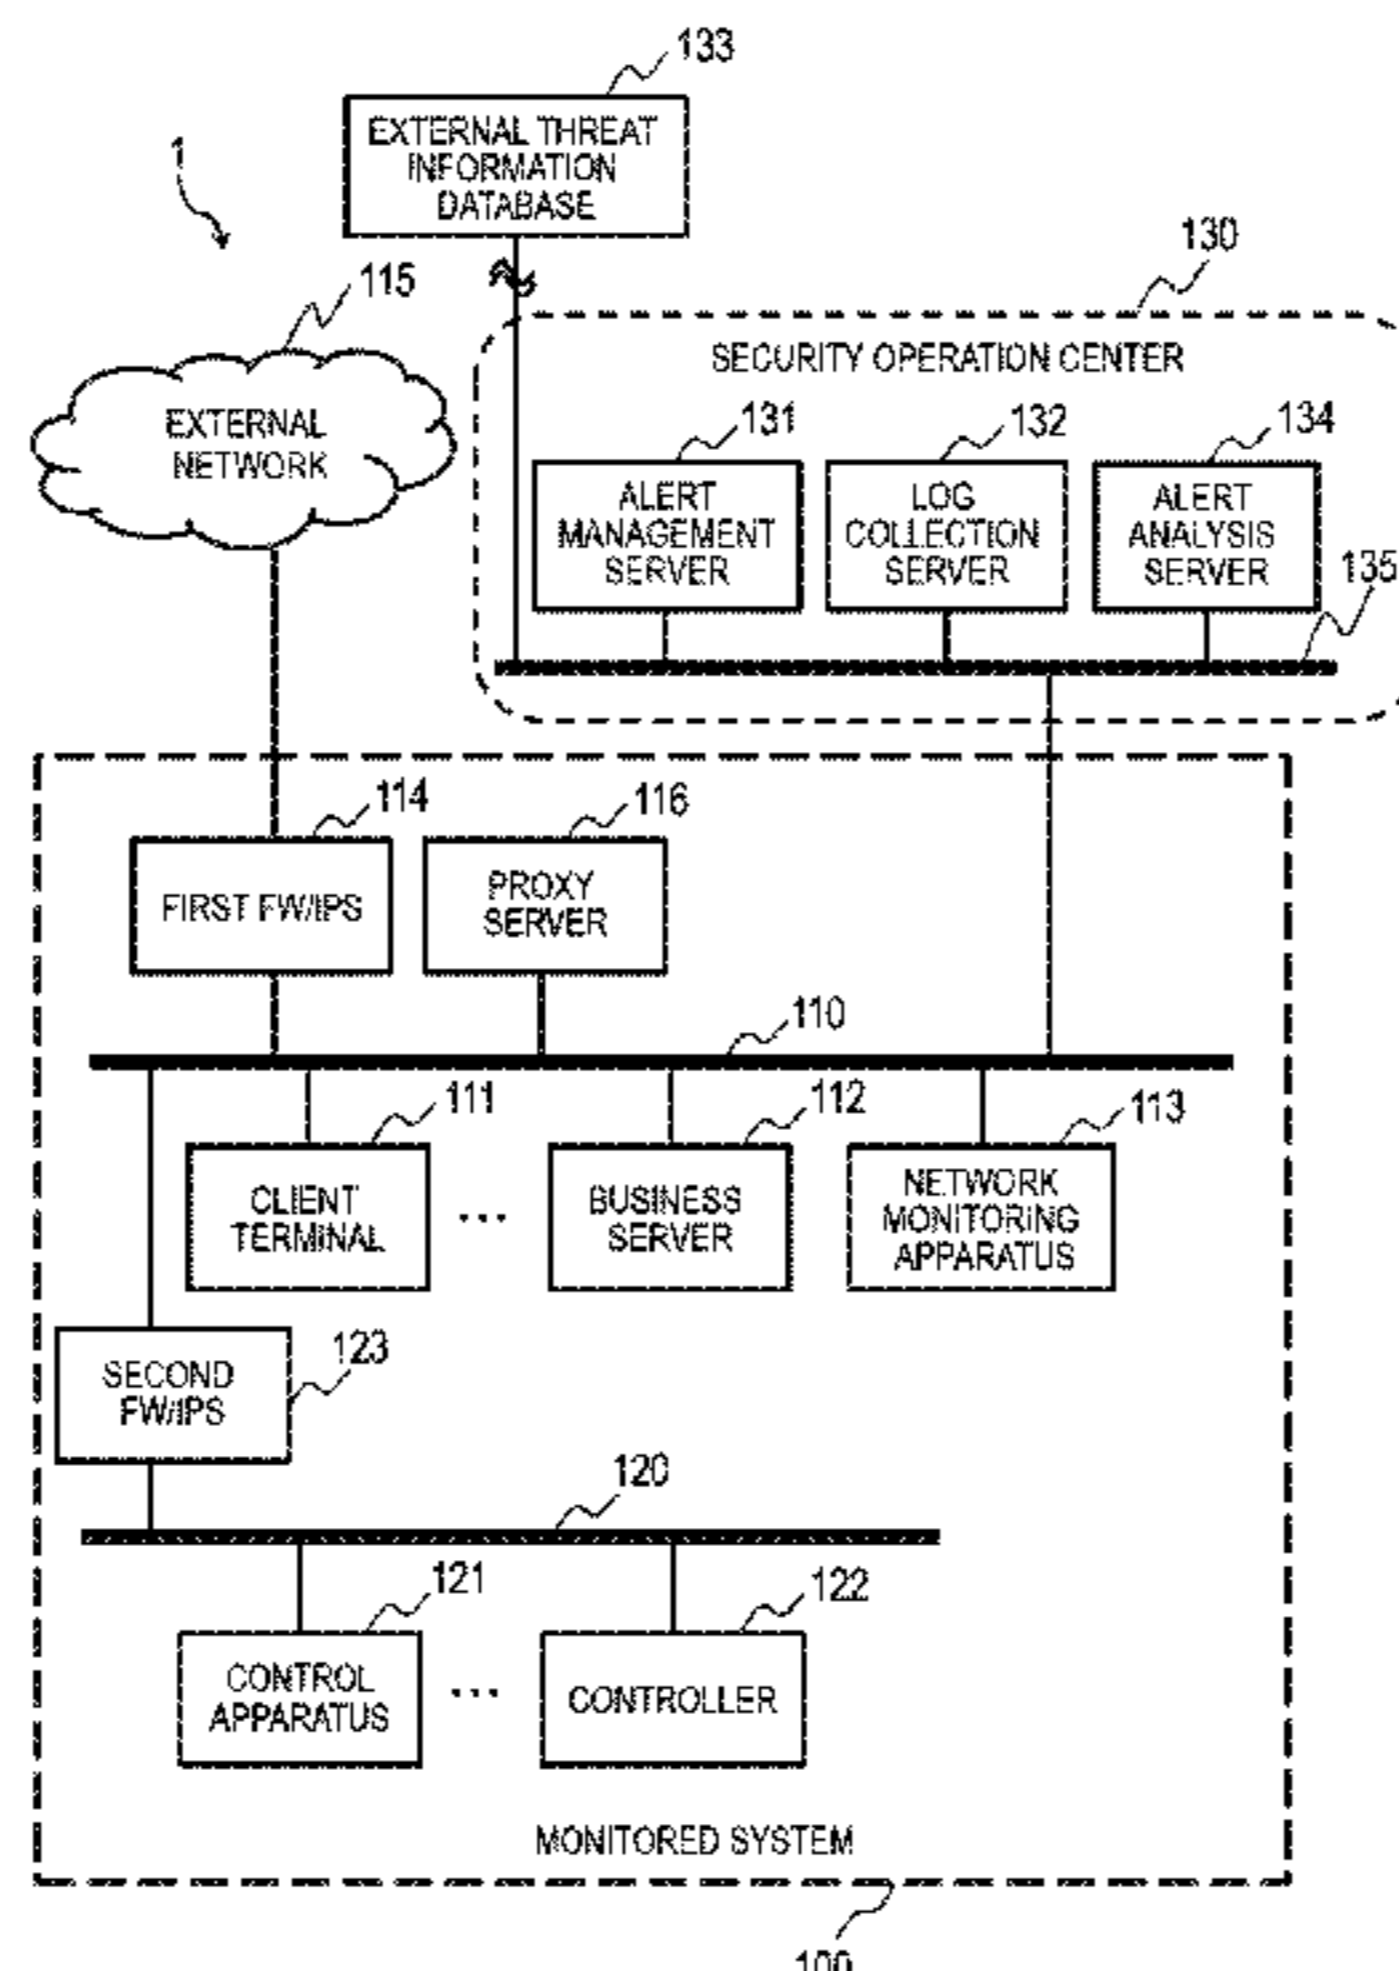 133
EXTERNAL THREAT
INFORMATION
DATABASE
1
115
130
EXTERNAL
NETWORK
SECURITY OPERATION CENTER
131
132
134
ALERT
MANAGEMENT
SERVER
LOG
COLLECTION
SERVER
ALERT
ANALYSIS
SERVER
135
114
116
FIRST FW/IPS
PROXY
SERVER
110
111
112
113
CLIENT
TERMINAL
...
BUSINESS
SERVER
NETWORK
MONITORING
APPARATUS
SECOND
FW/IPS
123
120
121
122
CONTROL
APPARATUS
...
CONTROLLER
MONITORED SYSTEM
100